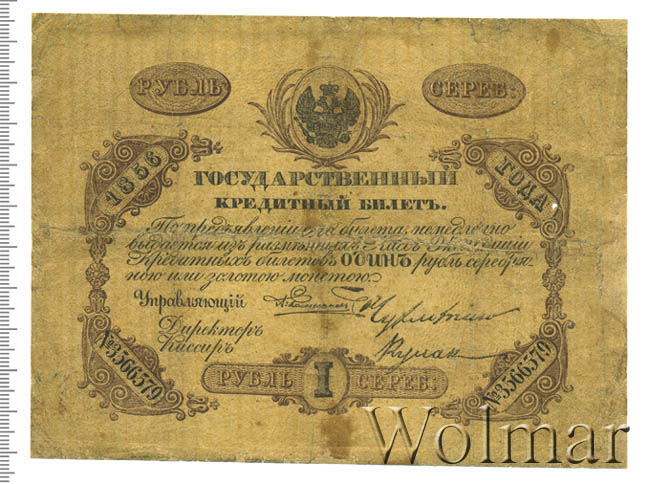 РУБЛЬ СЕРЕБ:
1856 ГОДА
ГОСУДАРСТВЕННЫЙ
КРЕДИТНЫЙ БИЛЕТЪ.
По предъявленіи сего билета, немедленно
выдается изъ размѣнныхъ Кассъ Экспедиціи
Кредитныхъ билетовъ ОДИНЪ рубль серебря-
ною или золотою монетою.
Управляющій
Директоръ
Кассиръ
№3566579 РУБЛЬ 1 СЕРЕБ: №3566579
Wolmar